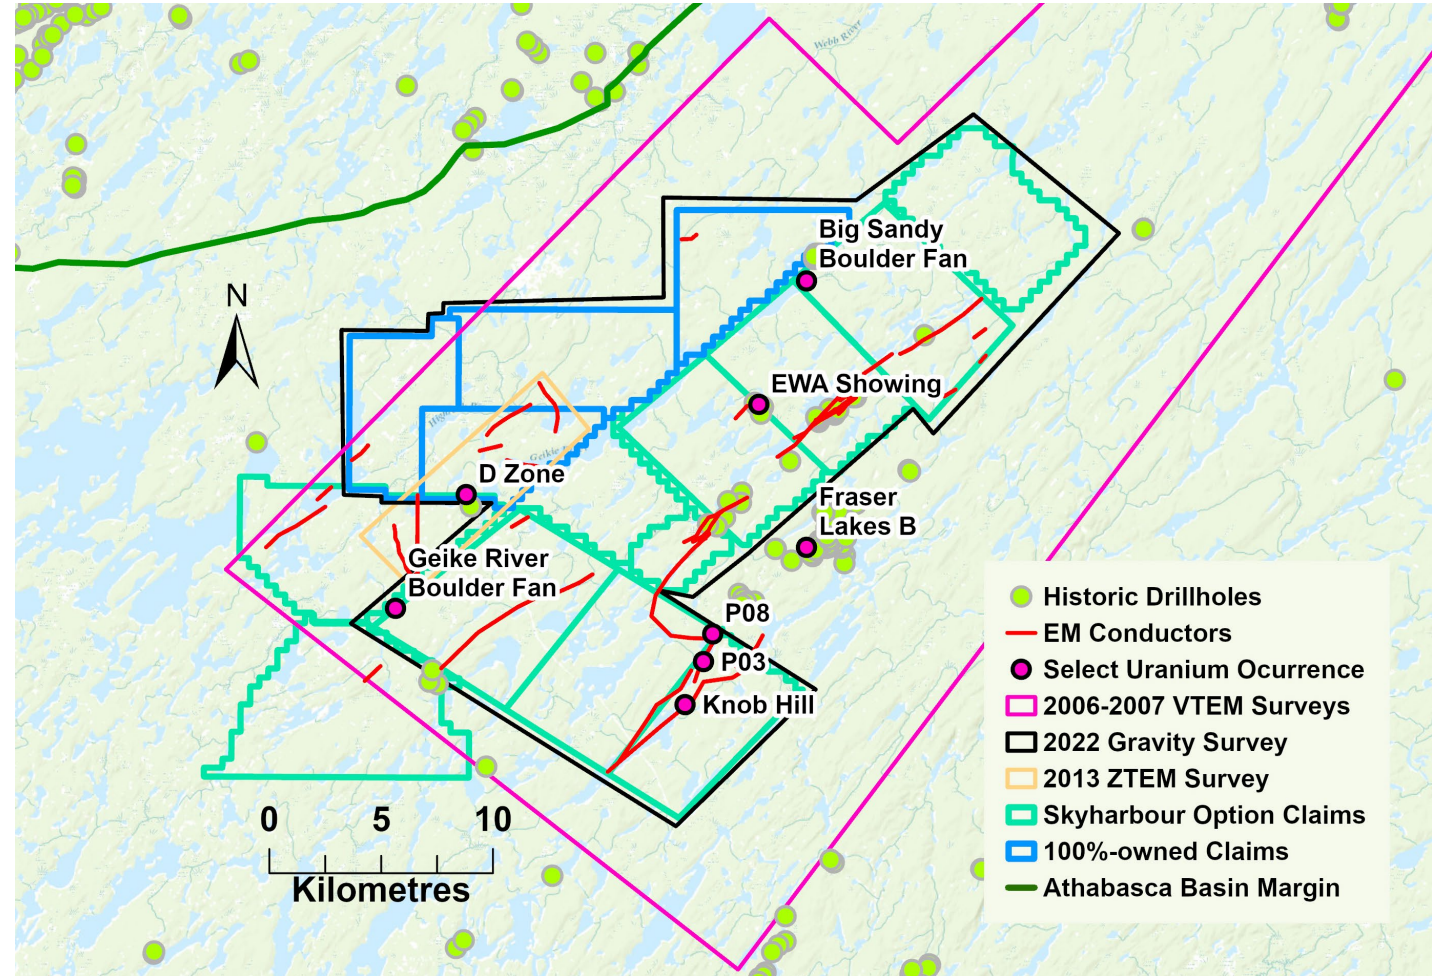 Webb River
N
Big Sandy
Boulder Fan
EWA Showing
D Zone
Fraser
Lakes B
Geike River
Boulder Fan
P08
P03
Knob Hill
Historic Drillholes
EM Conductors
Select Uranium Ocurrence
2006-2007 VTEM Surveys
2022 Gravity Survey
2013 ZTEM Survey
Skyharbour Option Claims
100%-owned Claims
Athabasca Basin Margin
0 5 10
Kilometres